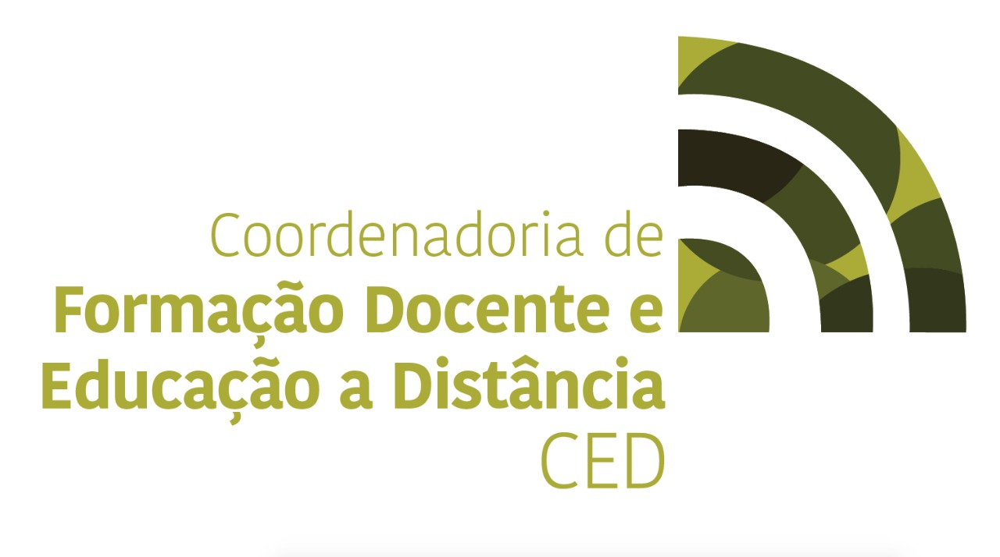 Coordenadoria de
Formação Docente e
Educação a Distância
CED